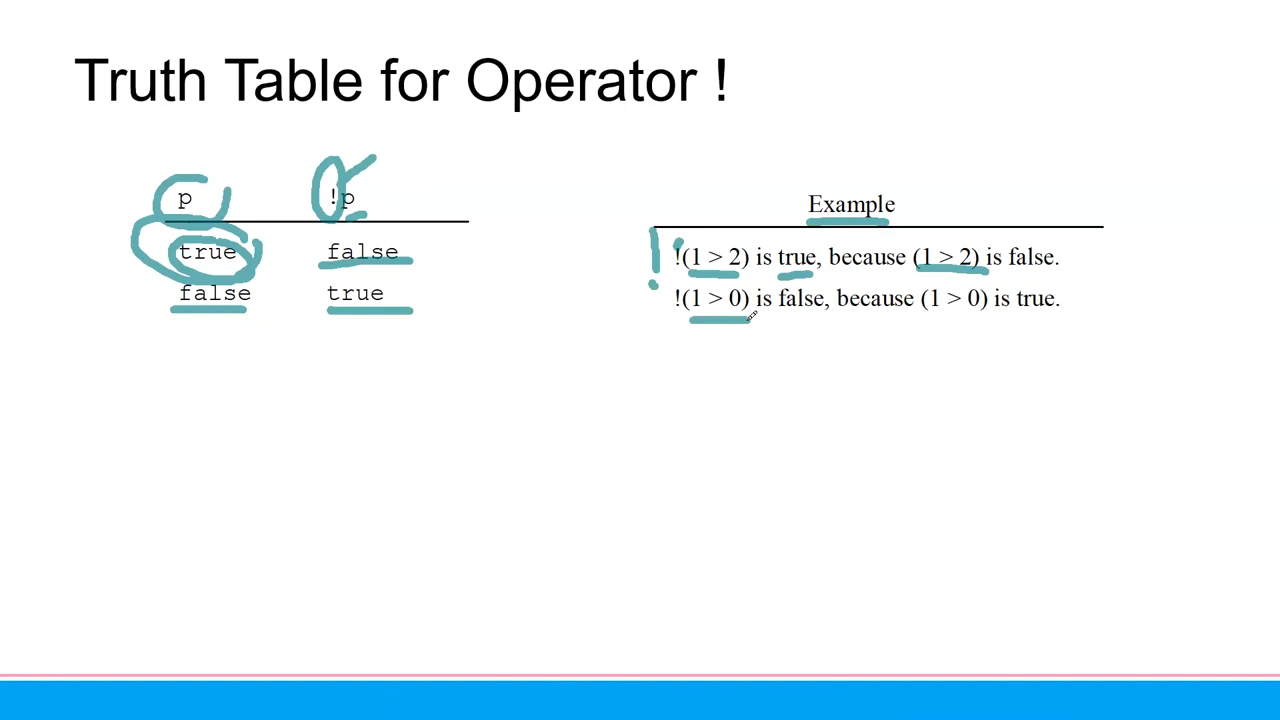 Truth Table for Operator !
p !p
true false
false true
Example
!(1 > 2) is true, because (1 > 2) is false.
!(1 > 0) is false, because (1 > 0) is true.